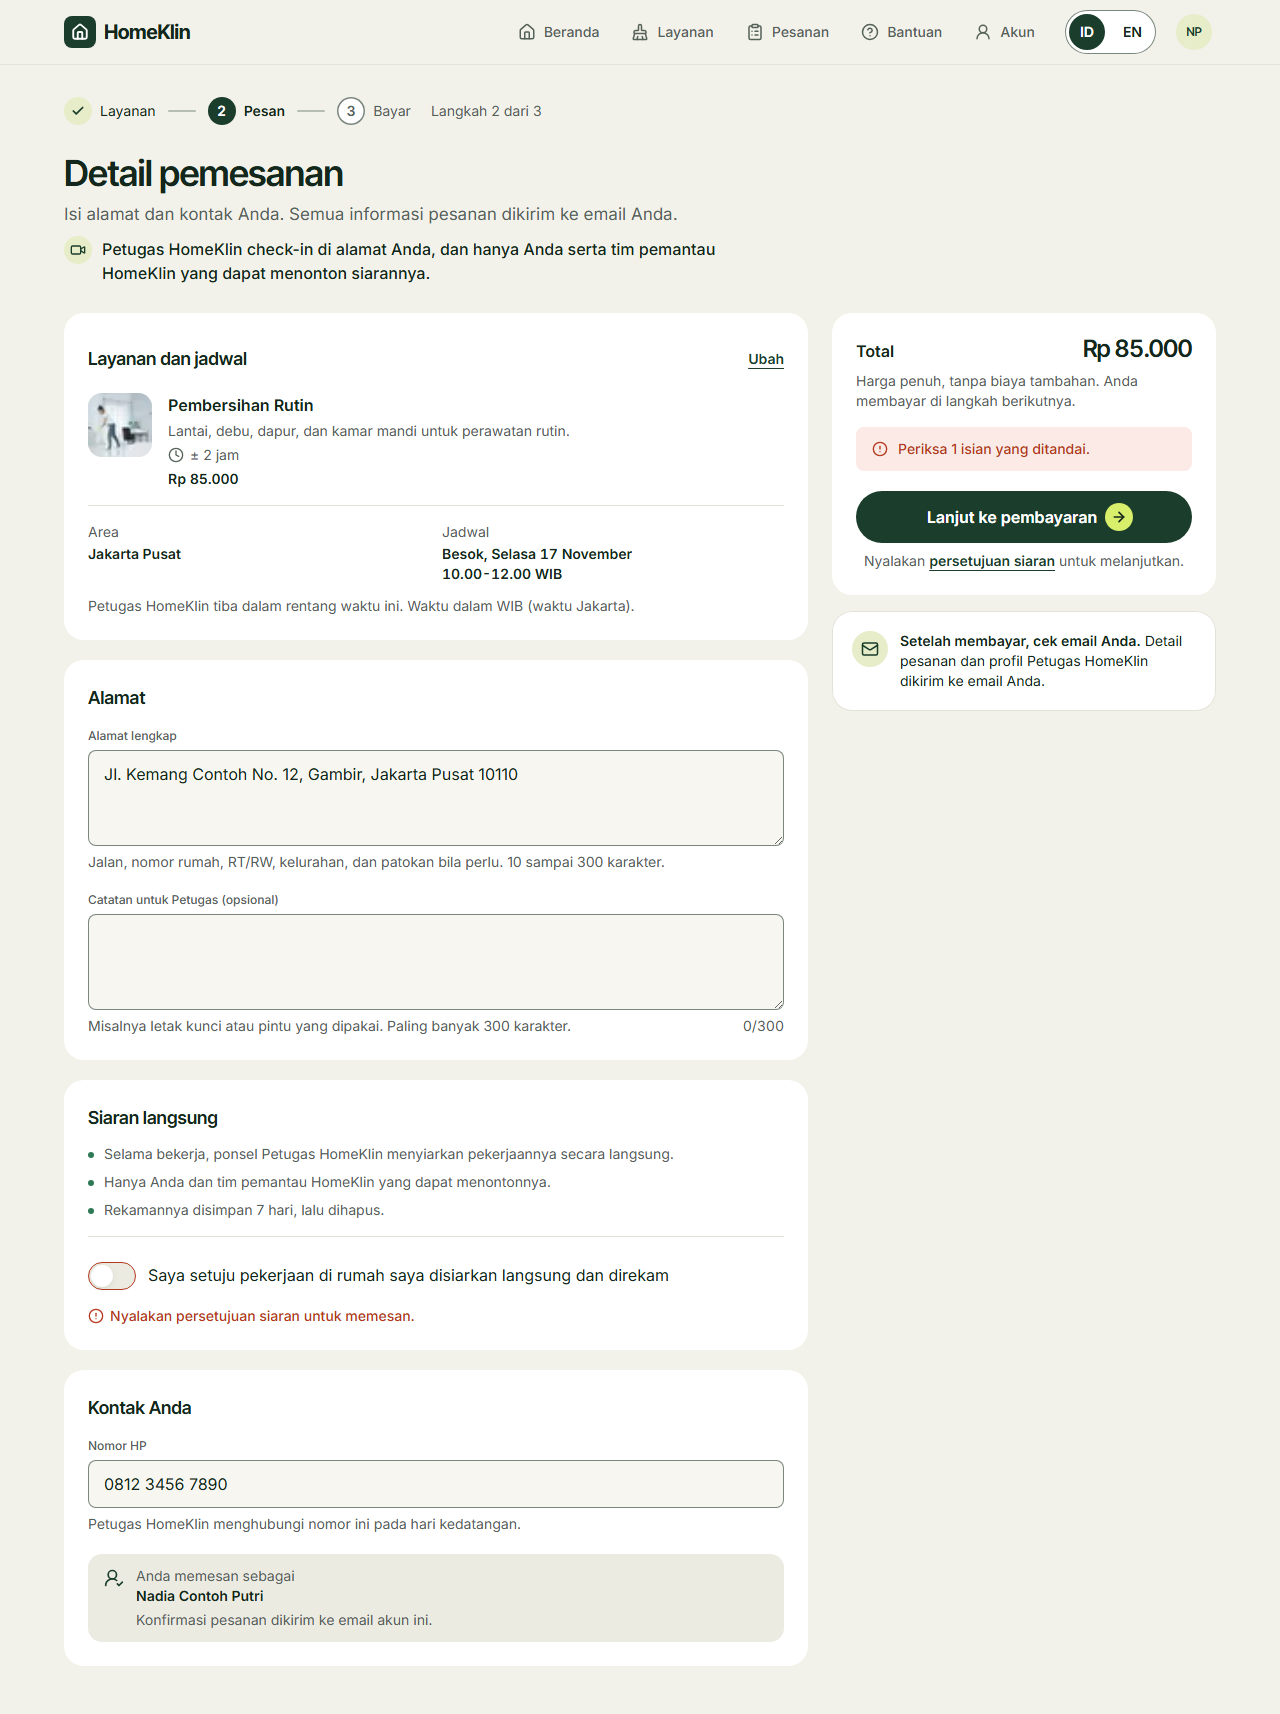 HomeKlin
Beranda
Layanan
Pesanan
Bantuan
Akun
ID
EN
NP
Layanan
2
Pesan
3
Bayar
Langkah 2 dari 3
Detail pemesanan
Isi alamat dan kontak Anda. Semua informasi pesanan dikirim ke email Anda.
Petugas HomeKlin check-in di alamat Anda, dan hanya Anda serta tim pemantau
HomeKlin yang dapat menonton siarannya.
Layanan dan jadwal
Ubah
Pembersihan Rutin
Lantai, debu, dapur, dan kamar mandi untuk perawatan rutin.
± 2 jam
Rp 85.000
Area
Jakarta Pusat
Jadwal
Besok, Selasa 17 November
10.00-12.00 WIB
Petugas HomeKlin tiba dalam rentang waktu ini. Waktu dalam WIB (waktu Jakarta).
Alamat
Alamat lengkap
Jl. Kemang Contoh No. 12, Gambir, Jakarta Pusat 10110
Jalan, nomor rumah, RT/RW, kelurahan, dan patokan bila perlu. 10 sampai 300 karakter.
Catatan untuk Petugas (opsional)
Misalnya letak kunci atau pintu yang dipakai. Paling banyak 300 karakter.
0/300
Siaran langsung
Selama bekerja, ponsel Petugas HomeKlin menyiarkan pekerjaannya secara langsung.
Hanya Anda dan tim pemantau HomeKlin yang dapat menontonnya.
Rekamannya disimpan 7 hari, lalu dihapus.
Saya setuju pekerjaan di rumah saya disiarkan langsung dan direkam
Nyalakan persetujuan siaran untuk memesan.
Kontak Anda
Nomor HP
0812 3456 7890
Petugas HomeKlin menghubungi nomor ini pada hari kedatangan.
Anda memesan sebagai
Nadia Contoh Putri
Konfirmasi pesanan dikirim ke email akun ini.
Total
Rp 85.000
Harga penuh, tanpa biaya tambahan. Anda
membayar di langkah berikutnya.
Periksa 1 isian yang ditandai.
Lanjut ke pembayaran
Nyalakan persetujuan siaran untuk melanjutkan.
Setelah membayar, cek email Anda. Detail
pesanan dan profil Petugas HomeKlin
dikirim ke email Anda.